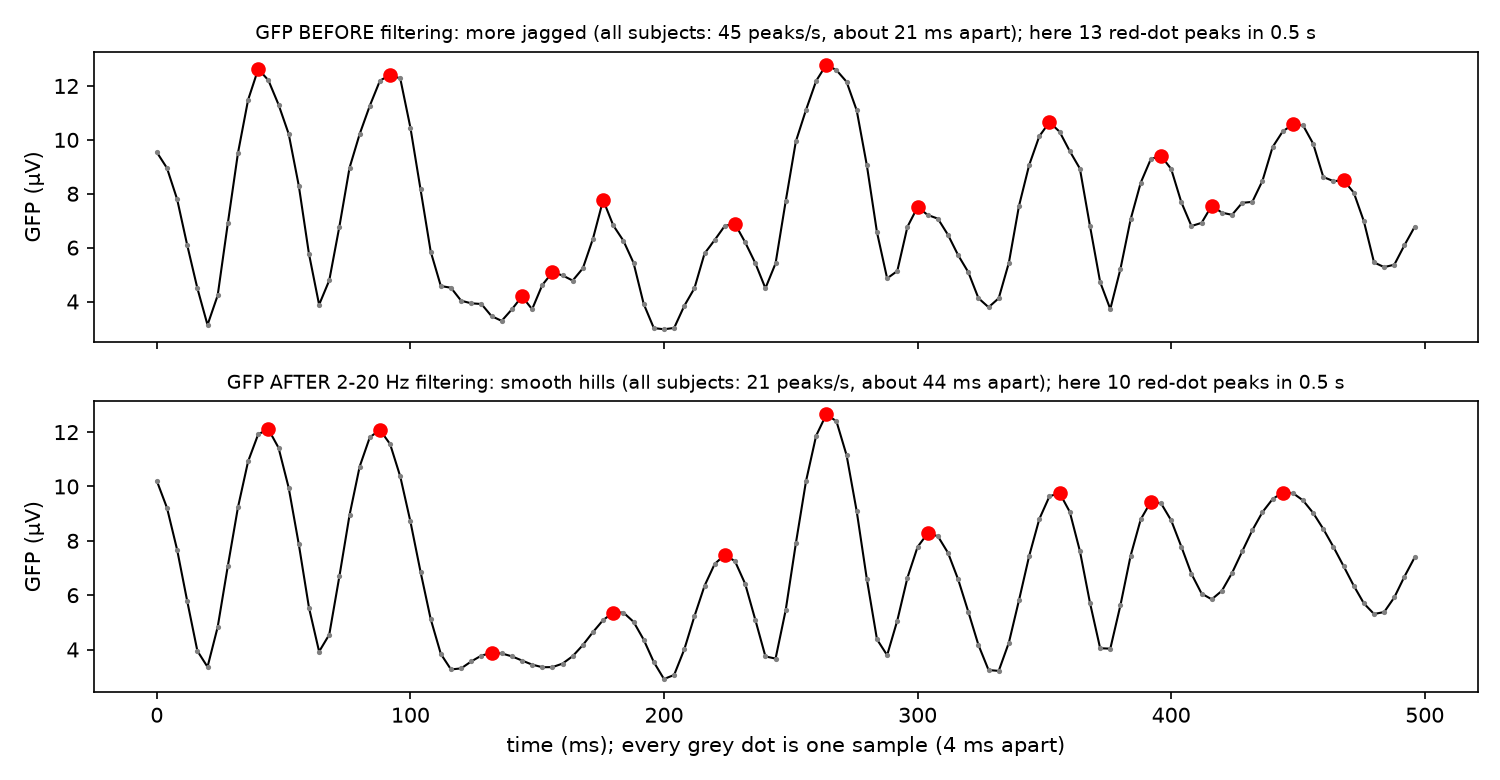 GFP BEFORE filtering: more jagged (all subjects: 45 peaks/s, about 21 ms apart); here 13 red-dot peaks in 0.5 s
12
10
8
6
4
GFP (µV)
GFP AFTER 2-20 Hz filtering: smooth hills (all subjects: 21 peaks/s, about 44 ms apart); here 10 red-dot peaks in 0.5 s
12
10
8
6
4
GFP (µV)
0 100 200 300 400 500
time (ms); every grey dot is one sample (4 ms apart)